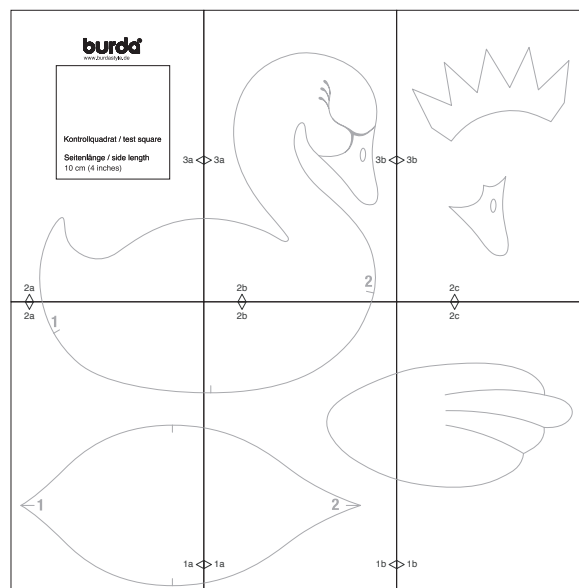 burda
www.burdastyle.de
Kontrollquadrat / test square
Seitenlänge / side length
10 cm (4 inches)
3a 3a
3b 3b
2a
2a
2b
2b
2c
2c
1
2
1
2
1a 1a
1b 1b